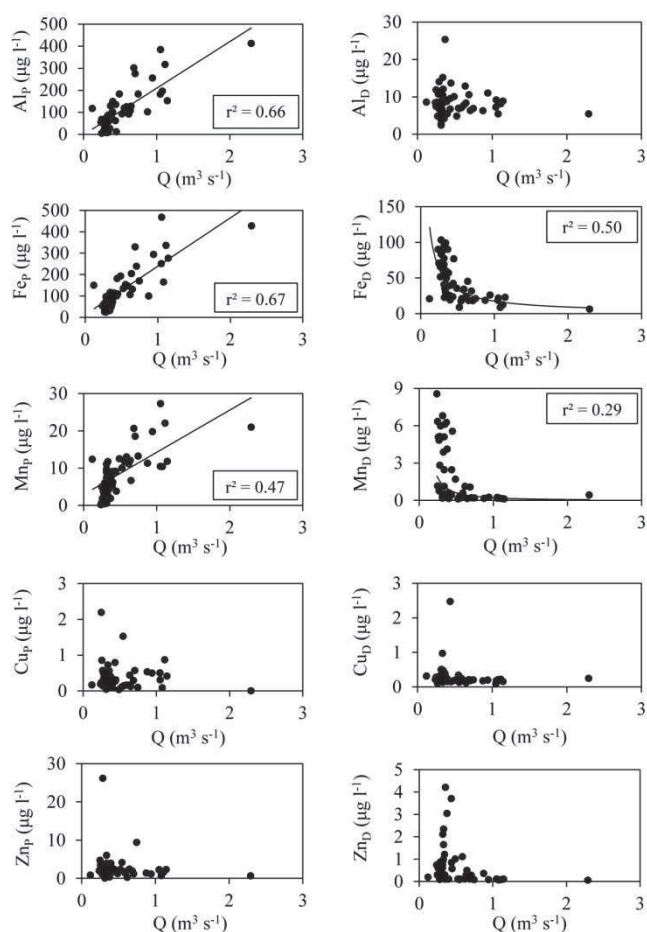 500
400
300
200
100
0
Al_P (µg l⁻¹)
r² = 0.66
0 1 2 3
Q (m³ s⁻¹)
30
20
10
0
Al_D (µg l⁻¹)
0 1 2 3
Q (m³ s⁻¹)
500
400
300
200
100
0
Fe_P (µg l⁻¹)
r² = 0.67
0 1 2 3
Q (m³ s⁻¹)
150
100
50
0
Fe_D (µg l⁻¹)
r² = 0.50
0 1 2 3
Q (m³ s⁻¹)
30
20
10
0
Mn_P (µg l⁻¹)
r² = 0.47
0 1 2 3
Q (m³ s⁻¹)
9
6
3
0
Mn_D (µg l⁻¹)
r² = 0.29
0 1 2 3
Q (m³ s⁻¹)
3
2
1
0
Cu_P (µg l⁻¹)
0 1 2 3
Q (m³ s⁻¹)
3
2
1
0
Cu_D (µg l⁻¹)
0 1 2 3
Q (m³ s⁻¹)
30
20
10
0
Zn_P (µg l⁻¹)
0 1 2 3
Q (m³ s⁻¹)
5
4
3
2
1
0
Zn_D (µg l⁻¹)
0 1 2 3
Q (m³ s⁻¹)